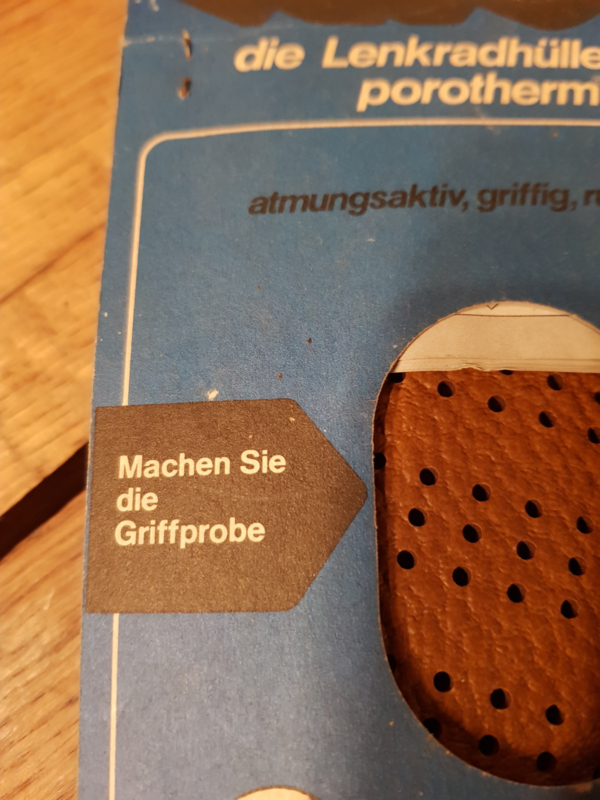 die Lenkradhülle
porotherm
atmungsaktiv, griffig,
Machen Sie
die
Griffprobe